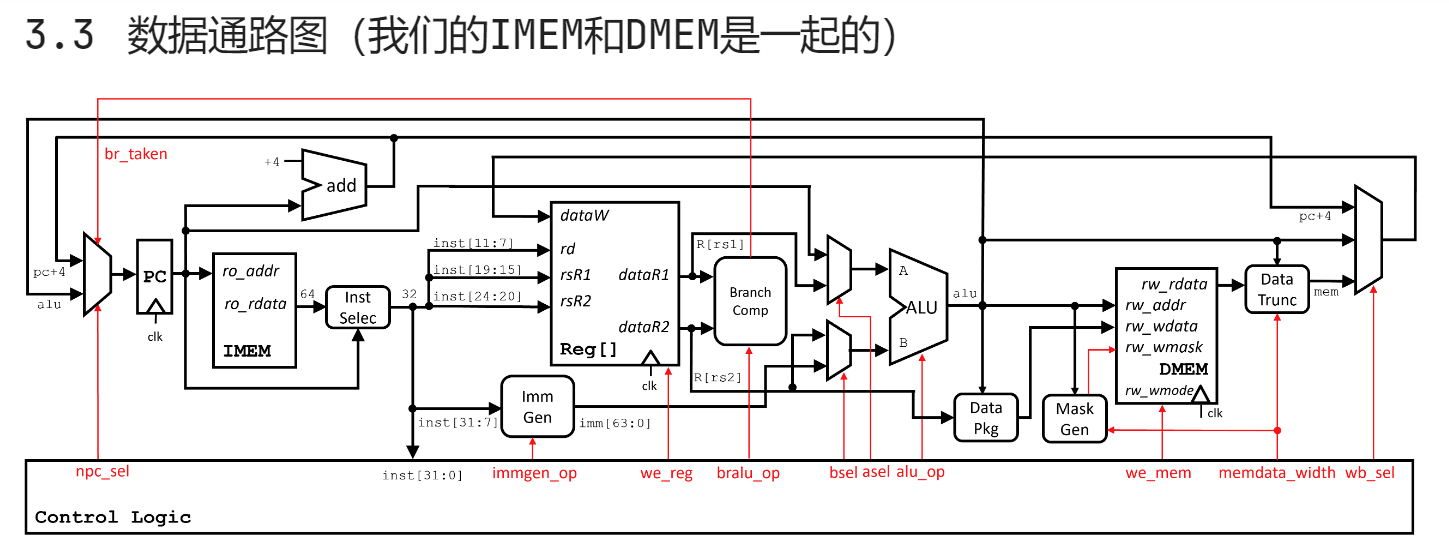 3.3 数据通路图（我们的IMEM和DMEM是一起的）
br_taken
+4
add
pc+4
alu
PC
clk
ro_addr
ro_rdata
IMEM
64
Inst
Selec
32
inst[11:7]
inst[19:15]
inst[24:20]
dataW
rd
rsR1
rsR2
dataR1
dataR2
Reg[]
clk
R[rs1]
R[rs2]
Branch
Comp
Imm
Gen
inst[31:7]
imm[63:0]
A
B
ALU
alu
Data
Pkg
Mask
Gen
rw_rdata
rw_addr
rw_wdata
rw_wmask
DMEM
rw_wmode
clk
Data
Trunc
mem
pc+4
npc_sel
inst[31:0]
immgen_op
we_reg
bralu_op
bsel
asel
alu_op
we_mem
memdata_width
wb_sel
Control Logic